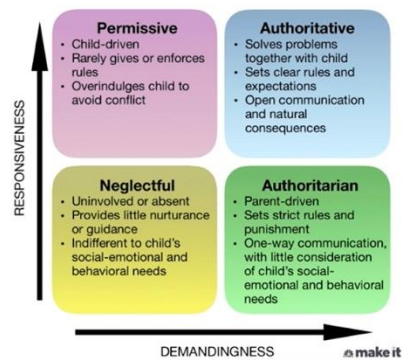 RESPONSIVENESS
Permissive
• Child-driven
• Rarely gives or enforces
rules
• Overindulges child to
avoid conflict
Authoritative
• Solves problems
together with child
• Sets clear rules and
expectations
• Open communication
and natural
consequences
Neglectful
• Uninvolved or absent
• Provides little nurturance
or guidance
• Indifferent to child's
social-emotional and
behavioral needs
Authoritarian
• Parent-driven
• Sets strict rules and
punishment
• One-way communication,
with little consideration
of child's social-
emotional and behavioral
needs
DEMANDINGNESS
make it